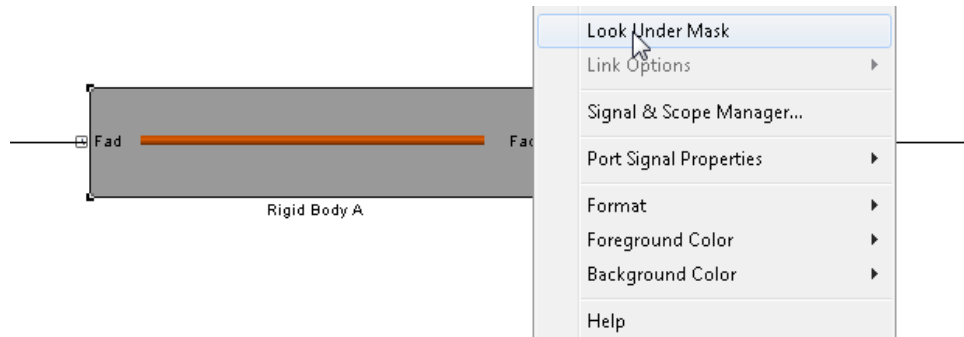 Look Under Mask
Link Options
Signal & Scope Manager...
Fad
Port Signal Properties
Rigid Body A
Format
Foreground Color
Background Color
Help